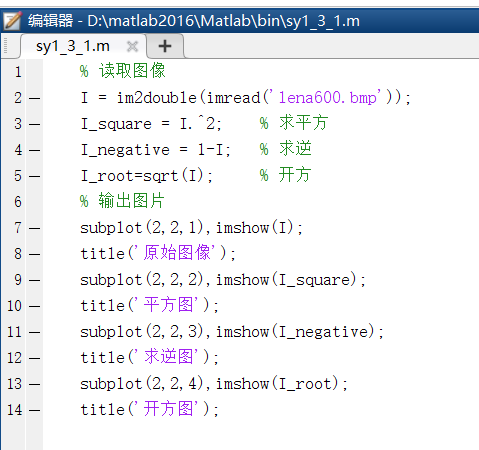 编辑器 - D:\matlab2016\Matlab\bin\sy1_3_1.m
sy1_3_1.m
1 % 读取图像
2 — I = im2double(imread('lena600.bmp'));
3 — I_square = I.^2; % 求平方
4 — I_negative = 1-I; % 求逆
5 — I_root=sqrt(I); % 开方
6 % 输出图片
7 — subplot(2,2,1),imshow(I);
8 — title('原始图像');
9 — subplot(2,2,2),imshow(I_square);
10 — title('平方图');
11 — subplot(2,2,3),imshow(I_negative);
12 — title('求逆图');
13 — subplot(2,2,4),imshow(I_root);
14 — title('开方图');